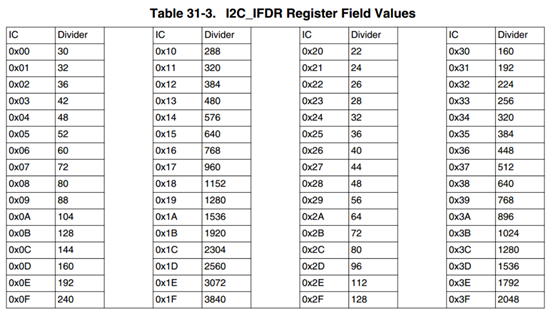 Table 31-3. I2C_IFDR Register Field Values
IC Divider IC Divider IC Divider IC Divider
0x00 30 0x10 288 0x20 22 0x30 160
0x01 32 0x11 320 0x21 24 0x31 192
0x02 36 0x12 384 0x22 26 0x32 224
0x03 42 0x13 480 0x23 28 0x33 256
0x04 48 0x14 576 0x24 32 0x34 320
0x05 52 0x15 640 0x25 36 0x35 384
0x06 60 0x16 768 0x26 40 0x36 448
0x07 72 0x17 960 0x27 44 0x37 512
0x08 80 0x18 1152 0x28 48 0x38 640
0x09 88 0x19 1280 0x29 56 0x39 768
0x0A 104 0x1A 1536 0x2A 64 0x3A 896
0x0B 128 0x1B 1920 0x2B 72 0x3B 1024
0x0C 144 0x1C 2304 0x2C 80 0x3C 1280
0x0D 160 0x1D 2560 0x2D 96 0x3D 1536
0x0E 192 0x1E 3072 0x2E 112 0x3E 1792
0x0F 240 0x1F 3840 0x2F 128 0x3F 2048